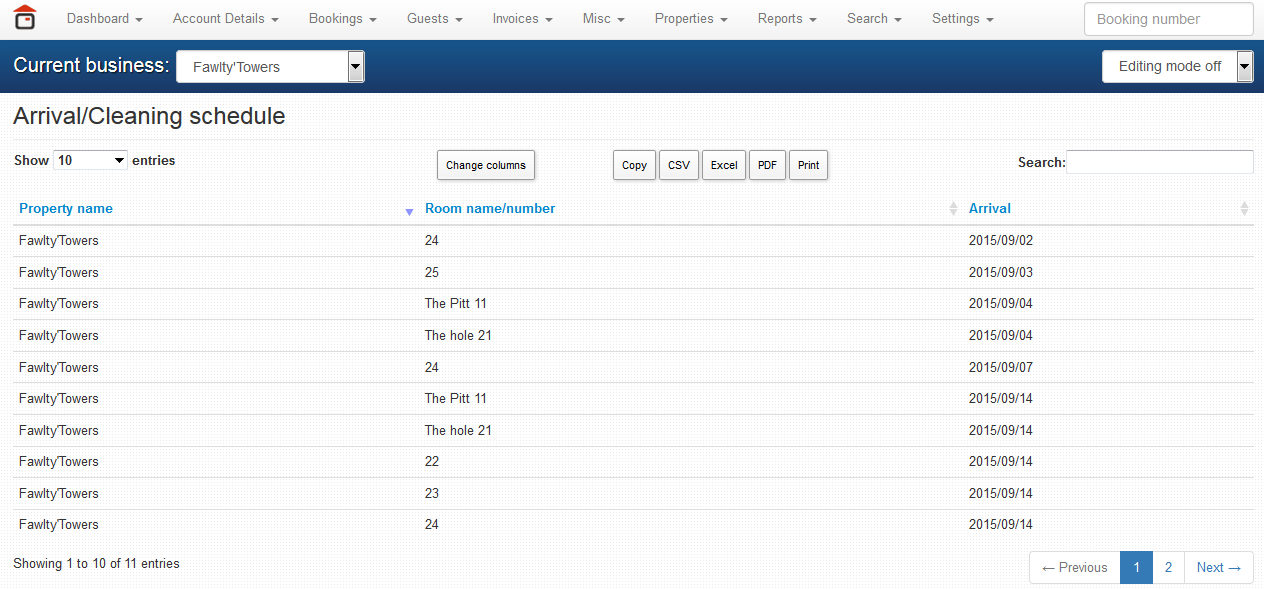 Dashboard Account Details Bookings Guests Invoices Misc Properties Reports Search Settings Booking number
Current business: Fawlty'Towers Editing mode off
Arrival/Cleaning schedule
Show 10 entries Change columns Copy CSV Excel PDF Print Search:
Property name Room name/number Arrival
Fawlty'Towers 24 2015/09/02
Fawlty'Towers 25 2015/09/03
Fawlty'Towers The Pitt 11 2015/09/04
Fawlty'Towers The hole 21 2015/09/04
Fawlty'Towers 24 2015/09/07
Fawlty'Towers The Pitt 11 2015/09/14
Fawlty'Towers The hole 21 2015/09/14
Fawlty'Towers 22 2015/09/14
Fawlty'Towers 23 2015/09/14
Fawlty'Towers 24 2015/09/14
Showing 1 to 10 of 11 entries ← Previous 1 2 Next →